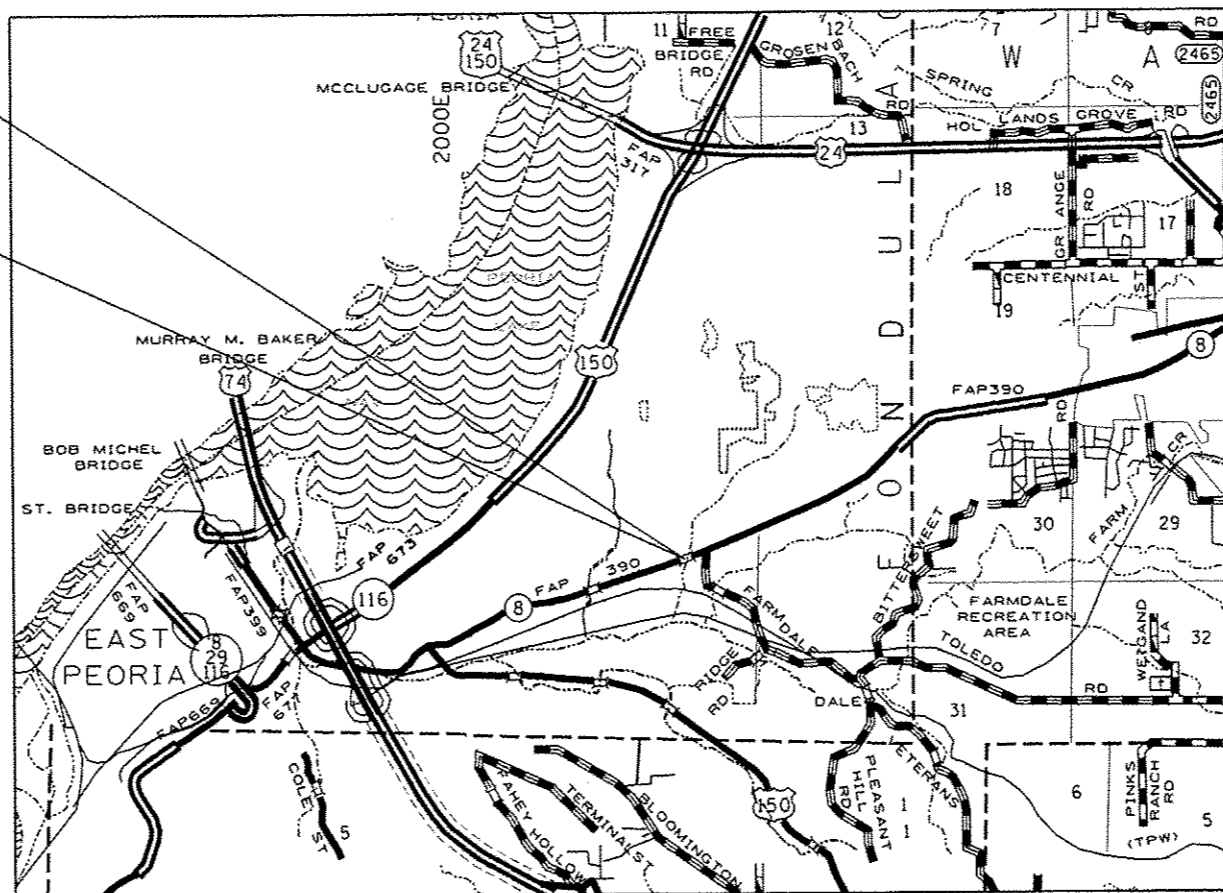 PEORIA
11
FREE
BRIDGE
RD
12
GROSENBACH
RD
7
RD
W A
2465
2465
24
150
MCCLUGAGE BRIDGE
2000E
SPRING
CR
HOLLANDS GROVE RD
13
FAP
317
24
18
GRANGE
RD
17
CENTENNIAL
ST
19
F O N D U L A C
PEORIA
LAKE
MURRAY M. BAKER
BRIDGE
74
150
8
FAP390
RD
BOB MICHEL
BRIDGE
ST. BRIDGE
FARM
CR
30
29
BITTERSWEET
FAP
673
FAP 390
116
8
FAP
669
FAP399
FARMDALE
FARMDALE
RECREATION
AREA
WERGAND
LA
32
EAST
PEORIA
8
29
116
TOLEDO
RD
RIDGE
RD
DALE
31
FAP669
FAP
671
COLE ST
5
FAHEY HOLLOW
TERMINAL ST
BLOOMINGTON
150
PLEASANT
HILL
RD
VETERANS
1
1
6
PINKS
RANCH
RD
5
(TPW)